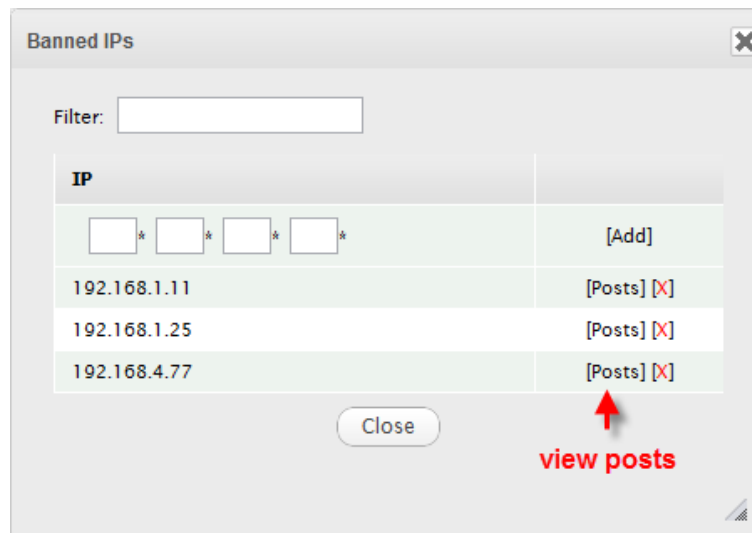 Banned IPs
Filter:
IP
* * * * [Add]
192.168.1.11 [Posts] [X]
192.168.1.25 [Posts] [X]
192.168.4.77 [Posts] [X]
Close
view posts